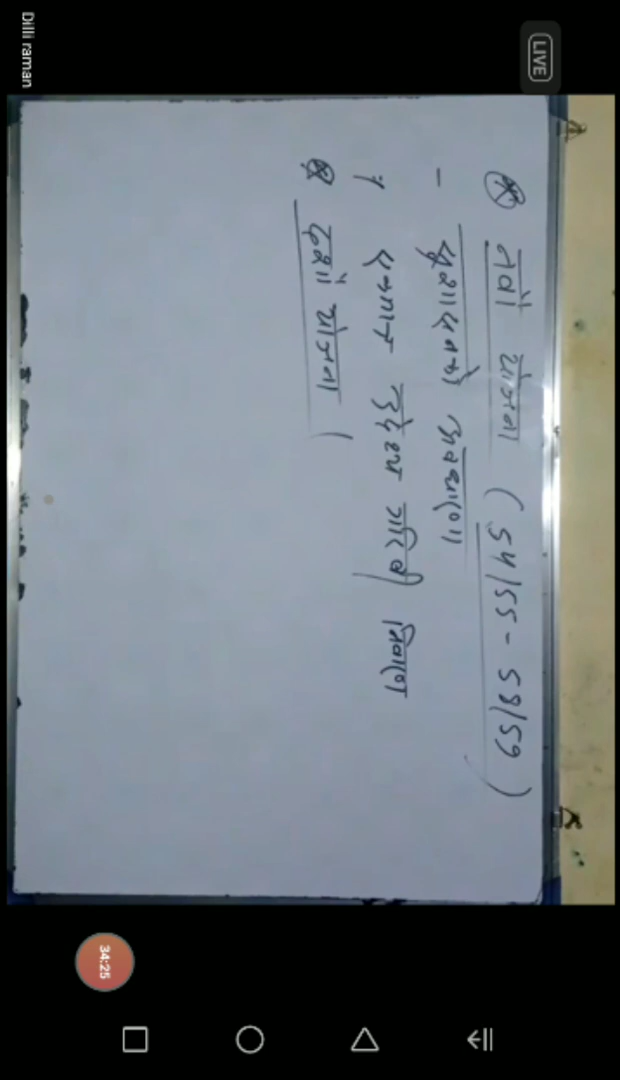 LIVE
नवौं योजना (54/55 - 58/59)
- दूरदर्शीको अवधारणा
एकमात्र उद्देश्य गरिबी निवारण
दशौं योजना (
Dilli raman
34:25